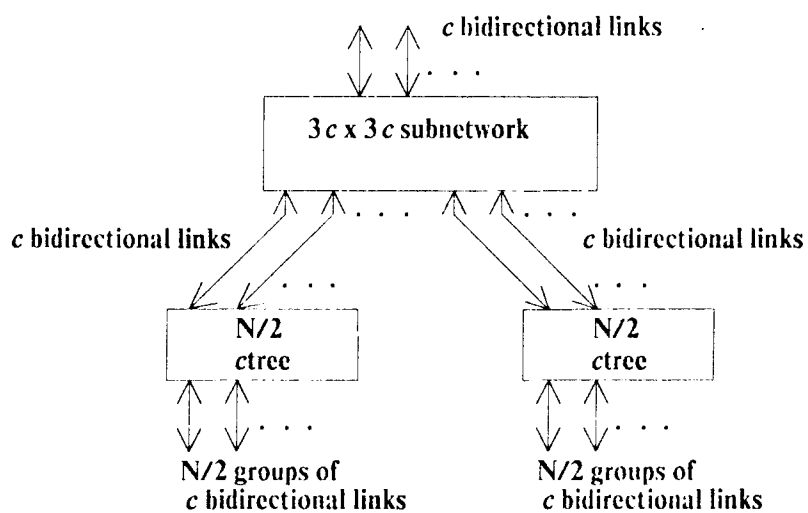 c bidirectional links
. . .
3c x 3c subnetwork
. . .
. . .
c bidirectional links
c bidirectional links
. . .
. . .
N/2
ctree
N/2
ctree
. . .
. . .
N/2 groups of
c bidirectional links
N/2 groups of
c bidirectional links